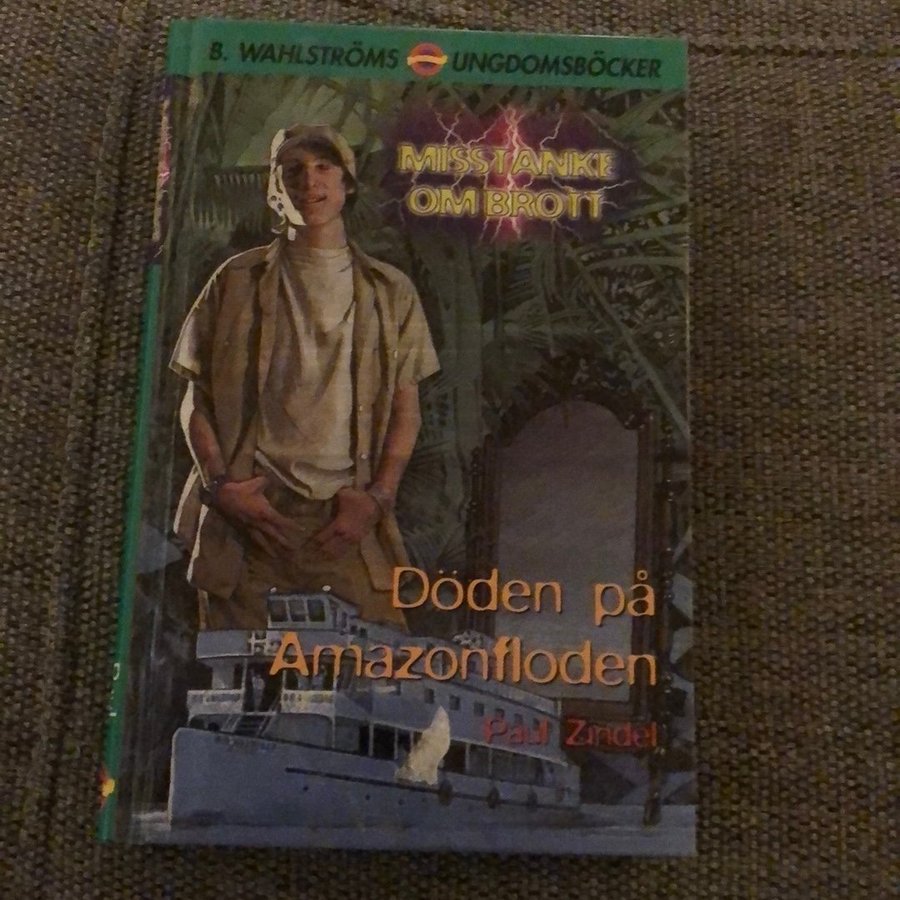 B. WAHLSTRÖMS UNGDOMSBÖCKER
MISSTANKE
OM BROTT
Döden på
Amazonfloden
Paul Zindel